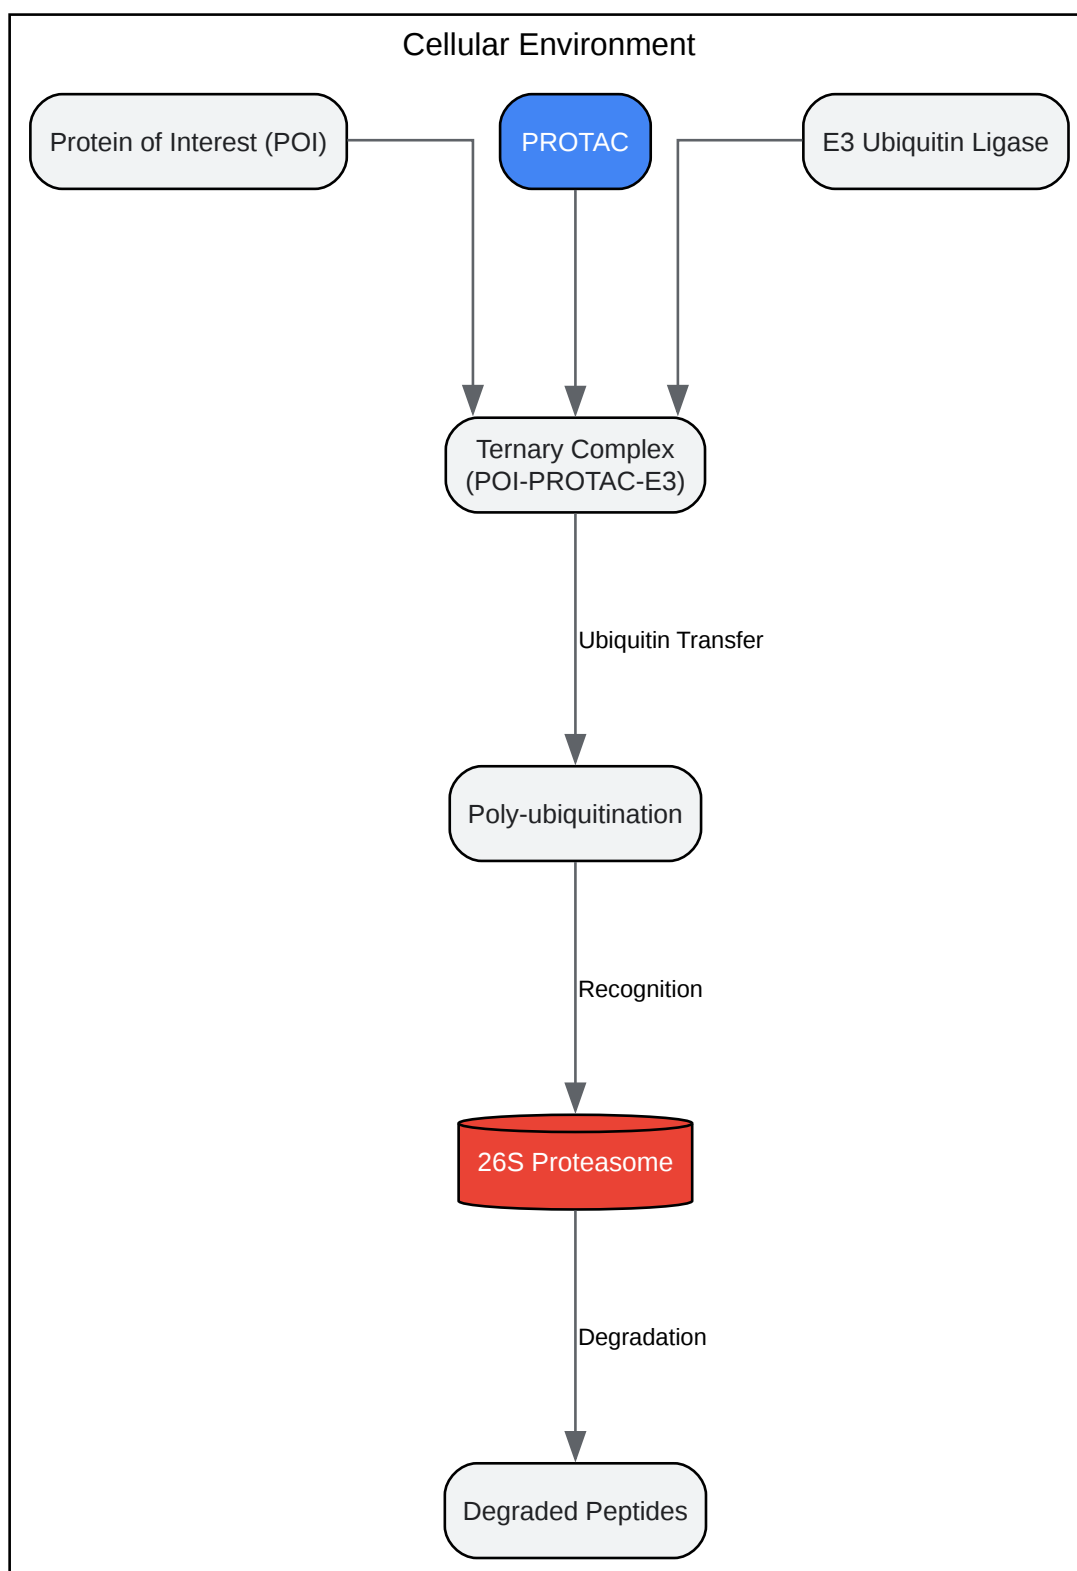 Cellular Environment
Protein of Interest (POI)
PROTAC
E3 Ubiquitin Ligase
Ternary Complex
(POI-PROTAC-E3)
Ubiquitin Transfer
Poly-ubiquitination
Recognition
26S Proteasome
Degradation
Degraded Peptides